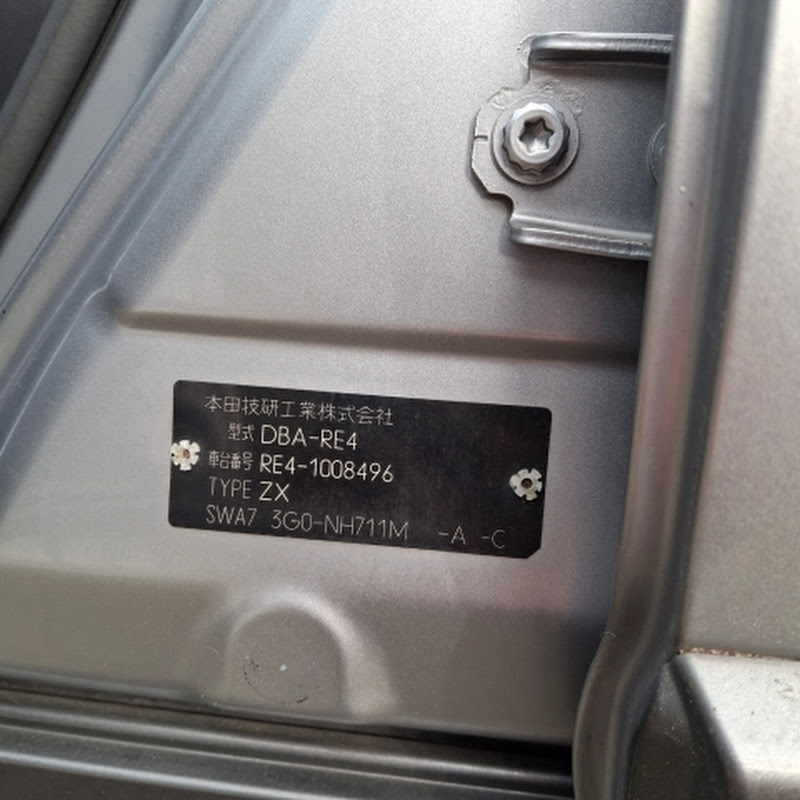 本田技研工業株式会社
型式 DBA-RE4
車台番号 RE4-1008496
TYPE ZX
SWA7 3G0-NH711M -A -C